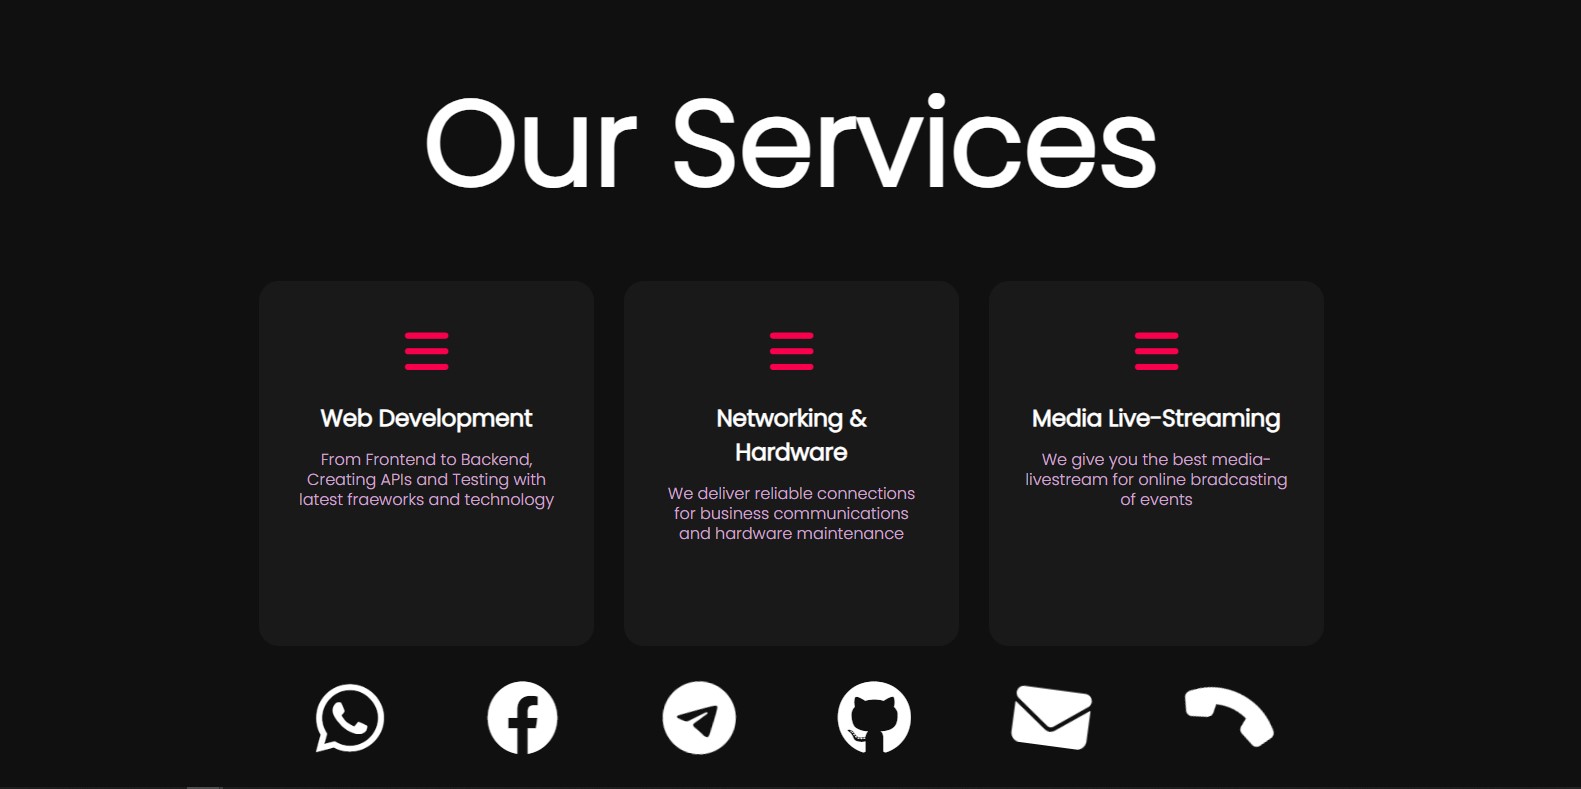 Our Services
Web Development
From Frontend to Backend,
Creating APIs and Testing with
latest fraeworks and technology
Networking &
Hardware
We deliver reliable connections
for business communications
and hardware maintenance
Media Live-Streaming
We give you the best media-
livestream for online bradcasting
of events